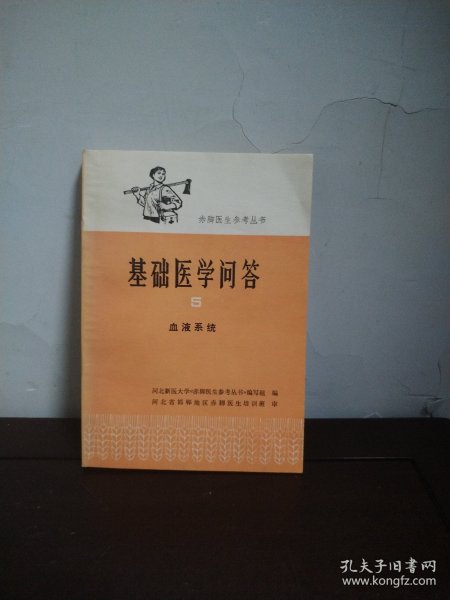 赤脚医生参考丛书
基础医学问答
5
血液系统
河北新医大学《赤脚医生参考丛书》编写组 编
河北省邯郸地区赤脚医生培训班 审
孔夫子旧书网
www.kongfz.com